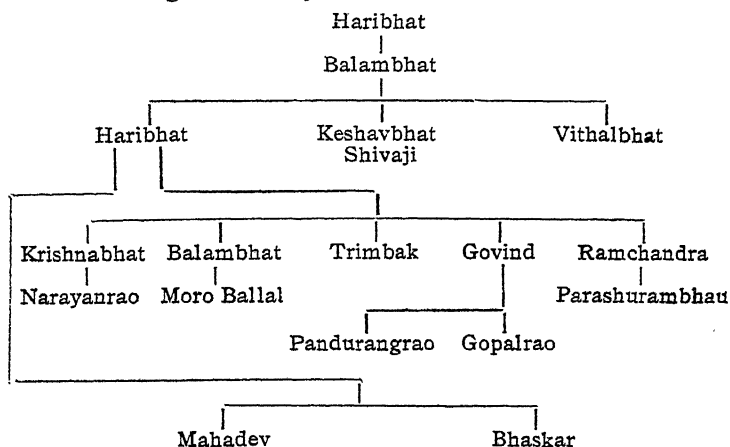 Haribhat
Balambhat
Haribhat Keshavbhat Vithalbhat
Shivaji
Krishnabhat Balambhat Trimbak Govind Ramchandra
Narayanrao Moro Ballal Parashurambhau
Pandurangrao Gopalrao
Mahadev Bhaskar